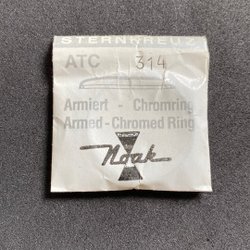 STERNKREUZ
ATC 314
Armiert - Chromring
Armed-Chromed Ring
Noak